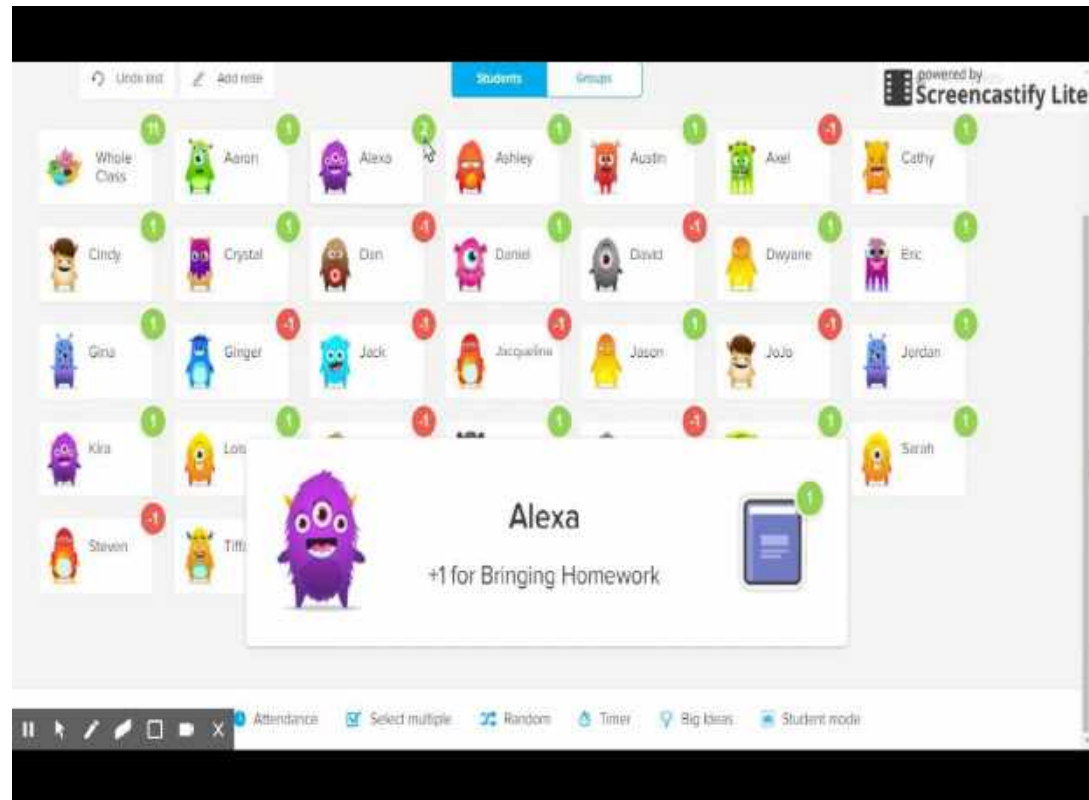 Undo last
Add note
Students
Groups
powered by
Screencastify Lite
11
1
2
1
1
-1
1
Whole
Class
Aaron
Alexa
Ashley
Austin
Axel
Cathy
1
1
-1
1
-1
1
1
Cindy
Crystal
Dan
Daniel
David
Dwyane
Eric
1
-1
-1
-1
1
-1
1
Gina
Ginger
Jack
Jacqueline
Jason
JoJo
Jordan
1
1
-1
1
-1
1
1
Kira
Sarah
-1
Steven
1
Alexa
+1 for Bringing Homework
Attendance
Select multiple
Random
Timer
Big Ideas
Student mode